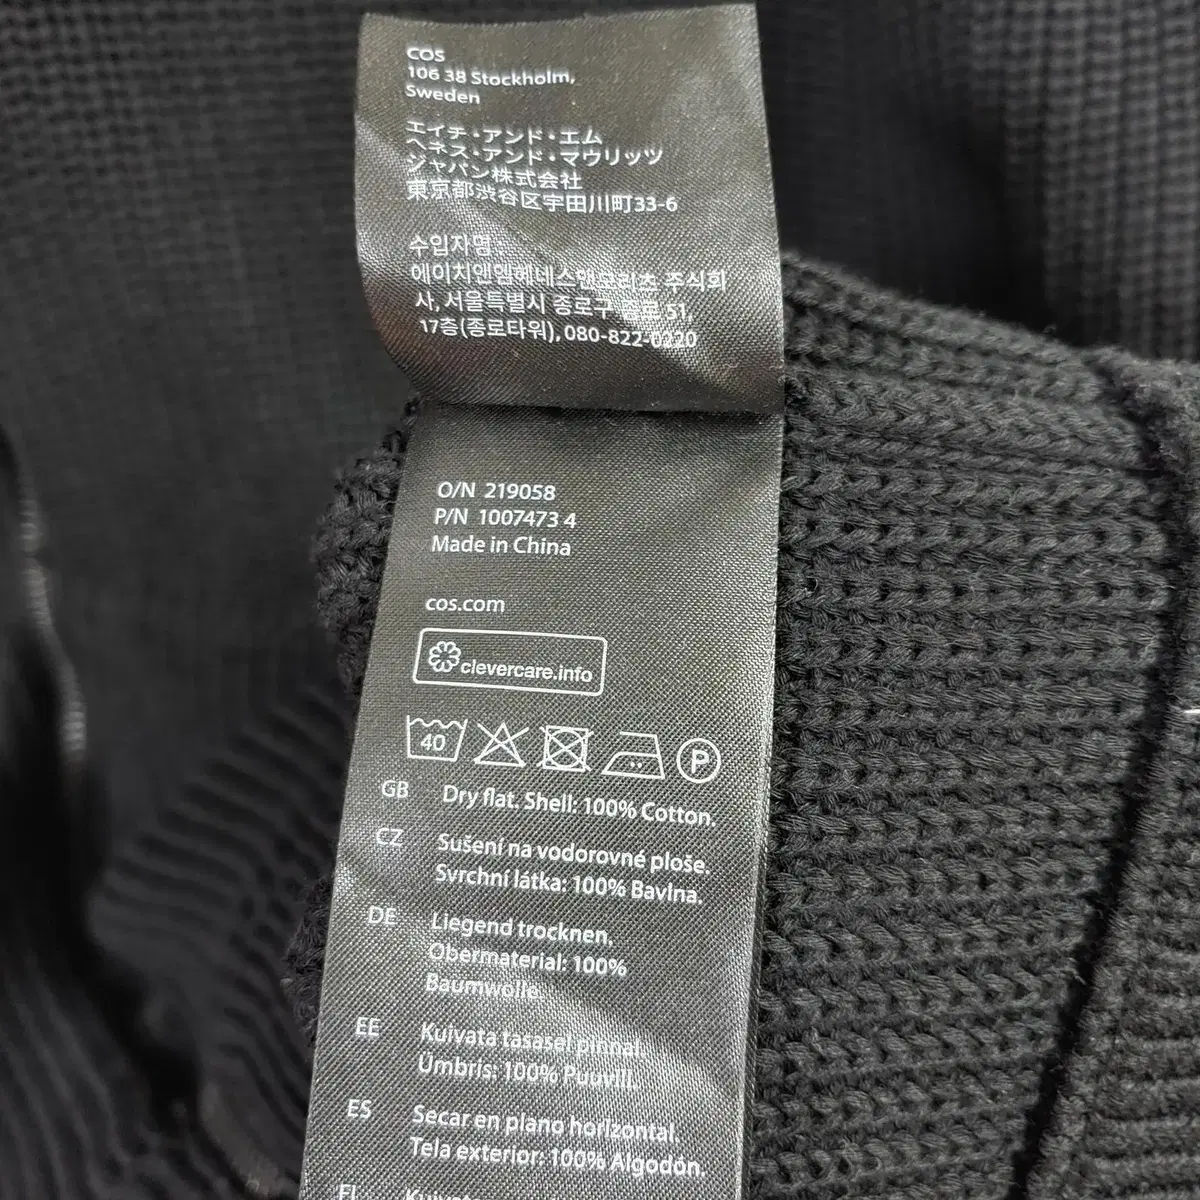 COS
106 38 Stockholm,
Sweden
エイチ・アンド・エム
ヘネス・アンド・マウリッツ
ジャパン株式会社
東京都渋谷区宇田川町33-6
수입자명 :
에이치앤엠헤네스앤모리츠 주식회
사, 서울특별시 종로구 종로 51,
17층(종로타워), 080-822-0220
O/N 219058
P/N 1007473 4
Made in China
cos.com
clevercare.info
40 P
GB Dry flat. Shell: 100% Cotton.
CZ Sušení na vodorovné ploše.
Svrchní látka: 100% Bavlna.
DE Liegend trocknen.
Obermaterial: 100%
Baumwolle.
EE Kuivata tasasel pinnal.
Ümbris: 100% Puuvill.
ES Secar en plano horizontal.
Tela exterior: 100% Algodón.
FI Kuivata